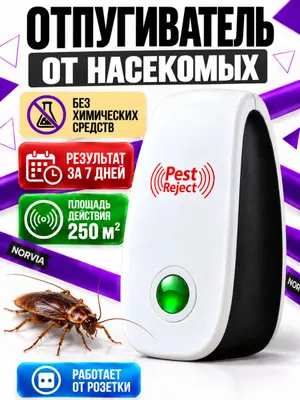 ОТПУГИВАТЕЛЬ
ОТ НАСЕКОМЫХ
БЕЗ
ХИМИЧЕСКИХ
СРЕДСТВ
РЕЗУЛЬТАТ
ЗА 7 ДНЕЙ
ПЛОЩАДЬ
ДЕЙСТВИЯ
250 м²
Pest
Reject
NORVIA
NORVIA
РАБОТАЕТ
ОТ РОЗЕТКИ